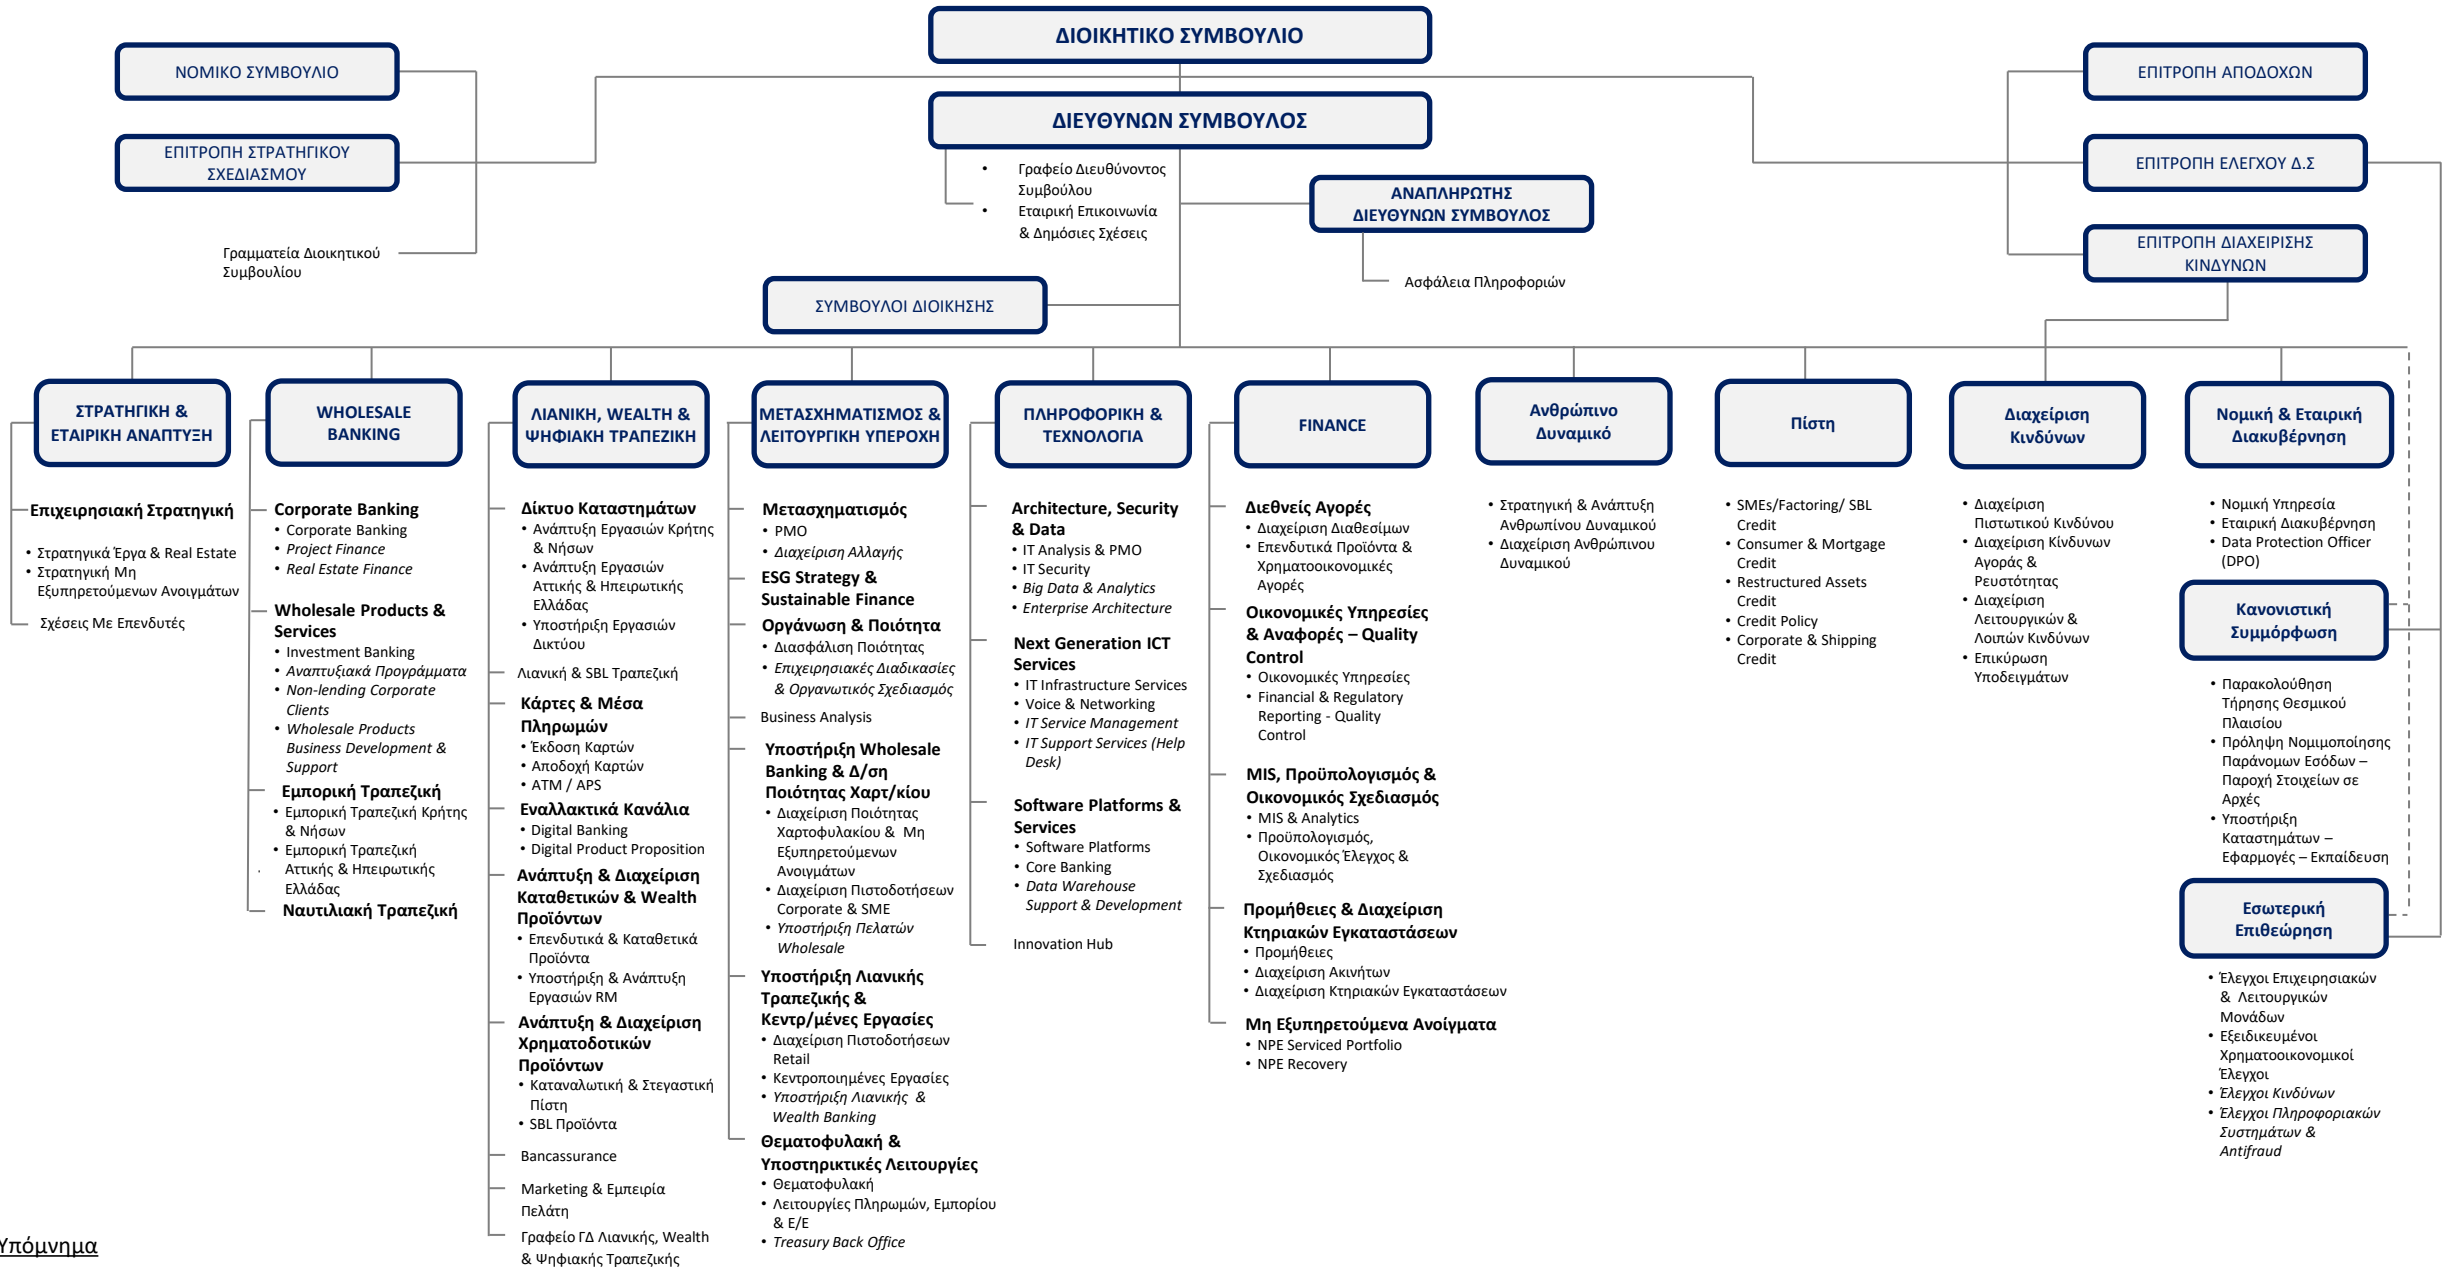 ΔΙΟΙΚΗΤΙΚΟ ΣΥΜΒΟΥΛΙΟ
ΝΟΜΙΚΟ ΣΥΜΒΟΥΛΙΟ
ΕΠΙΤΡΟΠΗ ΑΠΟΔΟΧΩΝ
ΔΙΕΥΘΥΝΩΝ ΣΥΜΒΟΥΛΟΣ
ΕΠΙΤΡΟΠΗ ΣΤΡΑΤΗΓΙΚΟΥ
ΣΧΕΔΙΑΣΜΟΥ
ΕΠΙΤΡΟΠΗ ΕΛΕΓΧΟΥ Δ.Σ
• Γραφείο Διευθύνοντος
Συμβούλου
• Εταιρική Επικοινωνία
& Δημόσιες Σχέσεις
ΑΝΑΠΛΗΡΩΤΗΣ
ΔΙΕΥΘΥΝΩΝ ΣΥΜΒΟΥΛΟΣ
Γραμματεία Διοικητικού
Συμβουλίου
ΕΠΙΤΡΟΠΗ ΔΙΑΧΕΙΡΙΣΗΣ
ΚΙΝΔΥΝΩΝ
Ασφάλεια Πληροφοριών
ΣΥΜΒΟΥΛΟΙ ΔΙΟΙΚΗΣΗΣ
ΣΤΡΑΤΗΓΙΚΗ &
ΕΤΑΙΡΙΚΗ ΑΝΑΠΤΥΞΗ
Επιχειρησιακή Στρατηγική
• Στρατηγικά Έργα & Real Estate
• Στρατηγική Μη
Εξυπηρετούμενων Ανοιγμάτων
Σχέσεις Με Επενδυτές
WHOLESALE
BANKING
Corporate Banking
• Corporate Banking
• Project Finance
• Real Estate Finance
Wholesale Products &
Services
• Investment Banking
• Αναπτυξιακά Προγράμματα
• Non-lending Corporate
Clients
• Wholesale Products
Business Development &
Support
Εμπορική Τραπεζική
• Εμπορική Τραπεζική Κρήτης
& Νήσων
• Εμπορική Τραπεζική
Αττικής & Ηπειρωτικής
Ελλάδας
Ναυτιλιακή Τραπεζική
ΛΙΑΝΙΚΗ, WEALTH &
ΨΗΦΙΑΚΗ ΤΡΑΠΕΖΙΚΗ
Δίκτυο Καταστημάτων
• Ανάπτυξη Εργασιών Κρήτης
& Νήσων
• Ανάπτυξη Εργασιών
Αττικής & Ηπειρωτικής
Ελλάδας
• Υποστήριξη Εργασιών
Δικτύου
Λιανική & SBL Τραπεζική
Κάρτες & Μέσα
Πληρωμών
• Έκδοση Καρτών
• Αποδοχή Καρτών
• ATM / APS
Εναλλακτικά Κανάλια
• Digital Banking
• Digital Product Proposition
Ανάπτυξη & Διαχείριση
Καταθετικών & Wealth
Προϊόντων
• Επενδυτικά & Καταθετικά
Προϊόντα
• Υποστήριξη & Ανάπτυξη
Εργασιών RM
Ανάπτυξη & Διαχείριση
Χρηματοδοτικών
Προϊόντων
• Καταναλωτική & Στεγαστική
Πίστη
• SBL Προϊόντα
Bancassurance
Marketing & Εμπειρία
Πελάτη
Γραφείο ΓΔ Λιανικής, Wealth
& Ψηφιακής Τραπεζικής
ΜΕΤΑΣΧΗΜΑΤΙΣΜΟΣ &
ΛΕΙΤΟΥΡΓΙΚΗ ΥΠΕΡΟΧΗ
Μετασχηματισμός
• PMO
• Διαχείριση Αλλαγής
ESG Strategy &
Sustainable Finance
Οργάνωση & Ποιότητα
• Διασφάλιση Ποιότητας
• Επιχειρησιακές Διαδικασίες
& Οργανωτικός Σχεδιασμός
Business Analysis
Υποστήριξη Wholesale
Banking & Δ/ση
Ποιότητας Χαρτ/κίου
• Διαχείριση Ποιότητας
Χαρτοφυλακίου & Μη
Εξυπηρετούμενων
Ανοιγμάτων
• Διαχείριση Πιστοδοτήσεων
Corporate & SME
• Υποστήριξη Πελατών
Wholesale
Υποστήριξη Λιανικής
Τραπεζικής &
Κεντρ/μένες Εργασίες
• Διαχείριση Πιστοδοτήσεων
Retail
• Κεντροποιημένες Εργασίες
• Υποστήριξη Λιανικής &
Wealth Banking
Θεματοφυλακή &
Υποστηρικτικές Λειτουργίες
• Θεματοφυλακή
• Λειτουργίες Πληρωμών, Εμπορίου
& Ε/Ε
• Treasury Back Office
ΠΛΗΡΟΦΟΡΙΚΗ &
ΤΕΧΝΟΛΟΓΙΑ
Architecture, Security
& Data
• IT Analysis & PMO
• IT Security
• Big Data & Analytics
• Enterprise Architecture
Next Generation ICT
Services
• IT Infrastructure Services
• Voice & Networking
• IT Service Management
• IT Support Services (Help
Desk)
Software Platforms &
Services
• Software Platforms
• Core Banking
• Data Warehouse
Support & Development
Innovation Hub
FINANCE
Διεθνείς Αγορές
• Διαχείριση Διαθεσίμων
• Επενδυτικά Προϊόντα &
Χρηματοοικονομικές
Αγορές
Οικονομικές Υπηρεσίες
& Αναφορές – Quality
Control
• Οικονομικές Υπηρεσίες
• Financial & Regulatory
Reporting - Quality
Control
MIS, Προϋπολογισμός &
Οικονομικός Σχεδιασμός
• MIS & Analytics
• Προϋπολογισμός,
Οικονομικός Έλεγχος &
Σχεδιασμός
Προμήθειες & Διαχείριση
Κτηριακών Εγκαταστάσεων
• Προμήθειες
• Διαχείριση Ακινήτων
• Διαχείριση Κτηριακών Εγκαταστάσεων
Μη Εξυπηρετούμενα Ανοίγματα
• NPE Serviced Portfolio
• NPE Recovery
Ανθρώπινο
Δυναμικό
• Στρατηγική & Ανάπτυξη
Ανθρωπίνου Δυναμικού
• Διαχείριση Ανθρώπινου
Δυναμικού
Πίστη
• SMEs/Factoring/ SBL
Credit
• Consumer & Mortgage
Credit
• Restructured Assets
Credit
• Credit Policy
• Corporate & Shipping
Credit
Διαχείριση
Κινδύνων
• Διαχείριση
Πιστωτικού Κινδύνου
• Διαχείριση Κίνδυνων
Αγοράς &
Ρευστότητας
• Διαχείριση
Λειτουργικών &
Λοιπών Κινδύνων
• Επικύρωση
Υποδειγμάτων
Νομική & Εταιρική
Διακυβέρνηση
• Νομική Υπηρεσία
• Εταιρική Διακυβέρνηση
• Data Protection Officer
(DPO)
Κανονιστική
Συμμόρφωση
• Παρακολούθηση
Τήρησης Θεσμικού
Πλαισίου
• Πρόληψη Νομιμοποίησης
Παράνομων Εσόδων –
Παροχή Στοιχείων σε
Αρχές
• Υποστήριξη
Καταστημάτων –
Εφαρμογές – Εκπαίδευση
Εσωτερική
Επιθεώρηση
• Έλεγχοι Επιχειρησιακών
& Λειτουργικών
Μονάδων
• Εξειδικευμένοι
Χρηματοοικονομικοί
Έλεγχοι
• Έλεγχοι Κινδύνων
• Έλεγχοι Πληροφοριακών
Συστημάτων &
Antifraud
Υπόμνημα